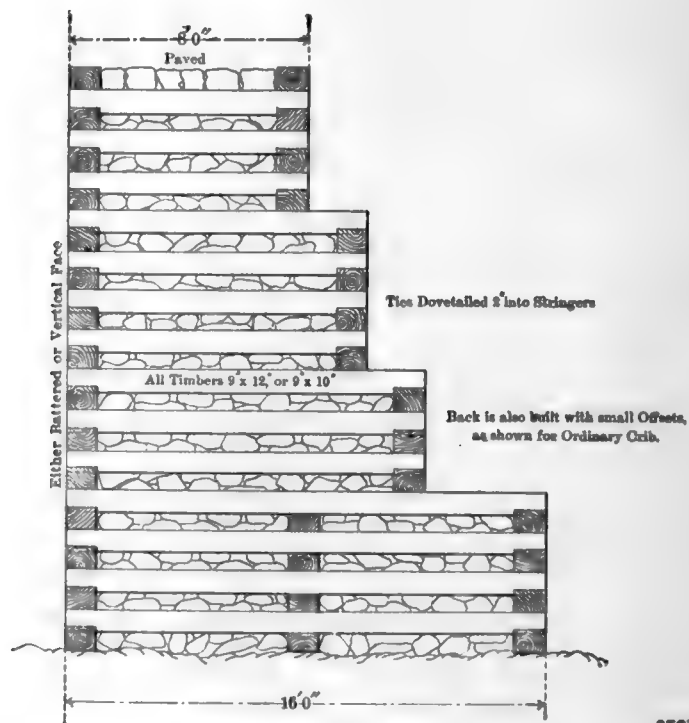 8'0"
Paved
Either Battered or Vertical Face
Ties Dovetailed 2" into Stringers
All Timbers 9" x 12" or 9" x 10"
Back is also built with small Offsets,
as shown for Ordinary Crib.
16'0"